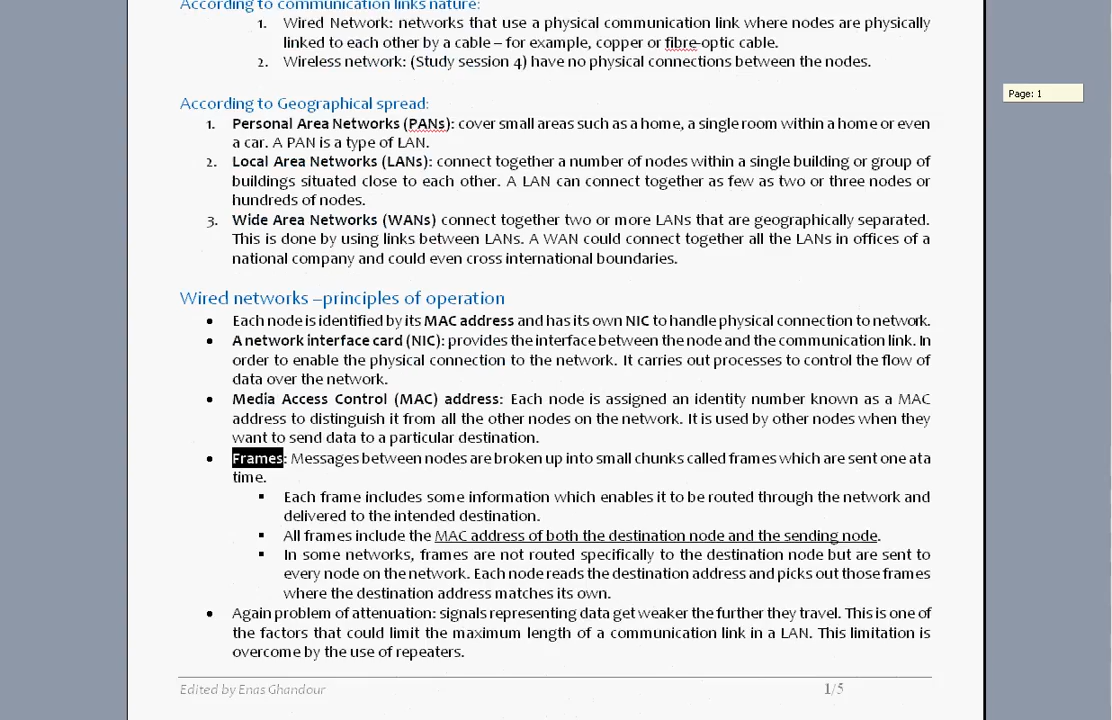 According to communication links nature:
1. Wired Network: networks that use a physical communication link where nodes are physically
linked to each other by a cable – for example, copper or fibre-optic cable.
2. Wireless network: (Study session 4) have no physical connections between the nodes.
According to Geographical spread:
Page: 1
1. Personal Area Networks (PANs): cover small areas such as a home, a single room within a home or even
a car. A PAN is a type of LAN.
2. Local Area Networks (LANs): connect together a number of nodes within a single building or group of
buildings situated close to each other. A LAN can connect together as few as two or three nodes or
hundreds of nodes.
3. Wide Area Networks (WANs) connect together two or more LANs that are geographically separated.
This is done by using links between LANs. A WAN could connect together all the LANs in offices of a
national company and could even cross international boundaries.
Wired networks –principles of operation
• Each node is identified by its MAC address and has its own NIC to handle physical connection to network.
• A network interface card (NIC): provides the interface between the node and the communication link. In
order to enable the physical connection to the network. It carries out processes to control the flow of
data over the network.
• Media Access Control (MAC) address: Each node is assigned an identity number known as a MAC
address to distinguish it from all the other nodes on the network. It is used by other nodes when they
want to send data to a particular destination.
• Frames: Messages between nodes are broken up into small chunks called frames which are sent one at a
time.
▪ Each frame includes some information which enables it to be routed through the network and
delivered to the intended destination.
▪ All frames include the MAC address of both the destination node and the sending node.
▪ In some networks, frames are not routed specifically to the destination node but are sent to
every node on the network. Each node reads the destination address and picks out those frames
where the destination address matches its own.
• Again problem of attenuation: signals representing data get weaker the further they travel. This is one of
the factors that could limit the maximum length of a communication link in a LAN. This limitation is
overcome by the use of repeaters.
Edited by Enas Ghandour 1/5